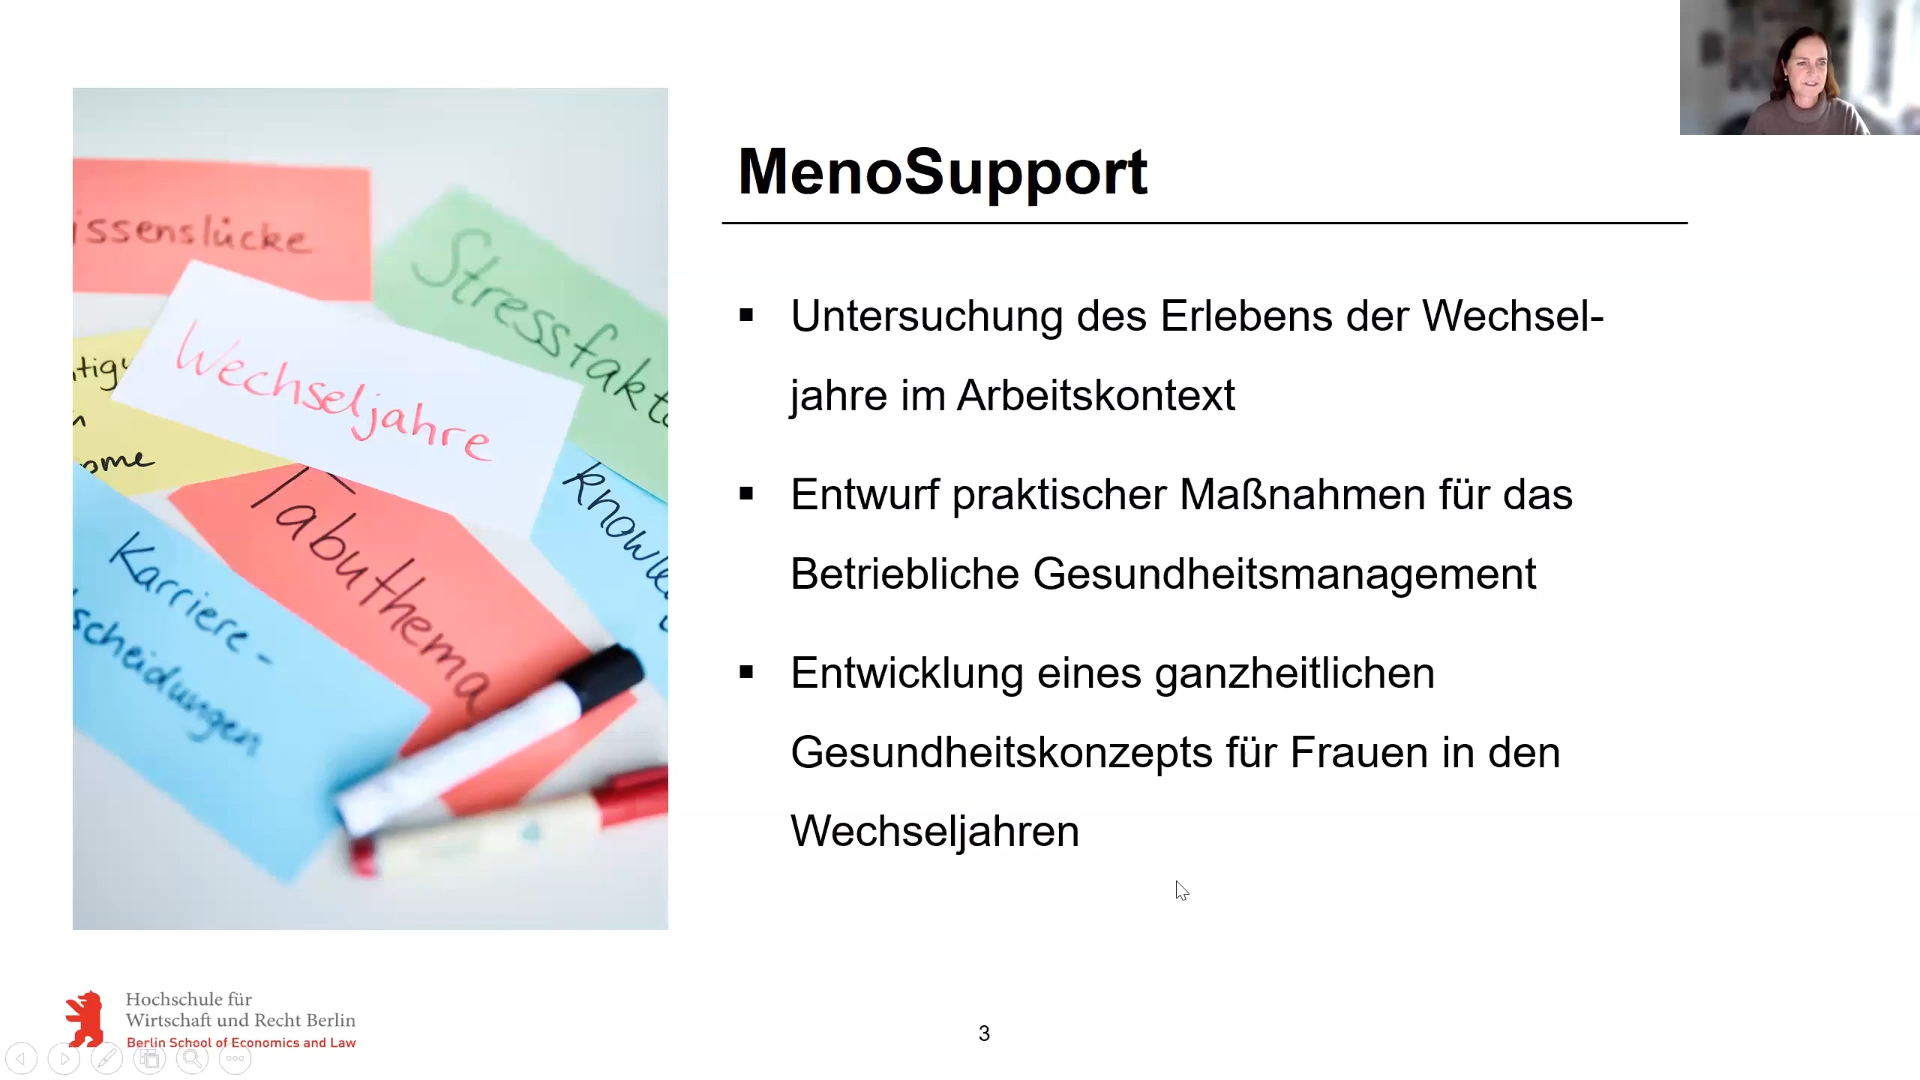 MenoSupport
▪ Untersuchung des Erlebens der Wechsel-
jahre im Arbeitskontext
▪ Entwurf praktischer Maßnahmen für das
Betriebliche Gesundheitsmanagement
▪ Entwicklung eines ganzheitlichen
Gesundheitskonzepts für Frauen in den
Wechseljahren
issenslücke
Stressfakto
Wechseljahre
tigu
ome
Tabuthema
knowle
Karriere-
scheidungen
Hochschule für
Wirtschaft und Recht Berlin
Berlin School of Economics and Law
3